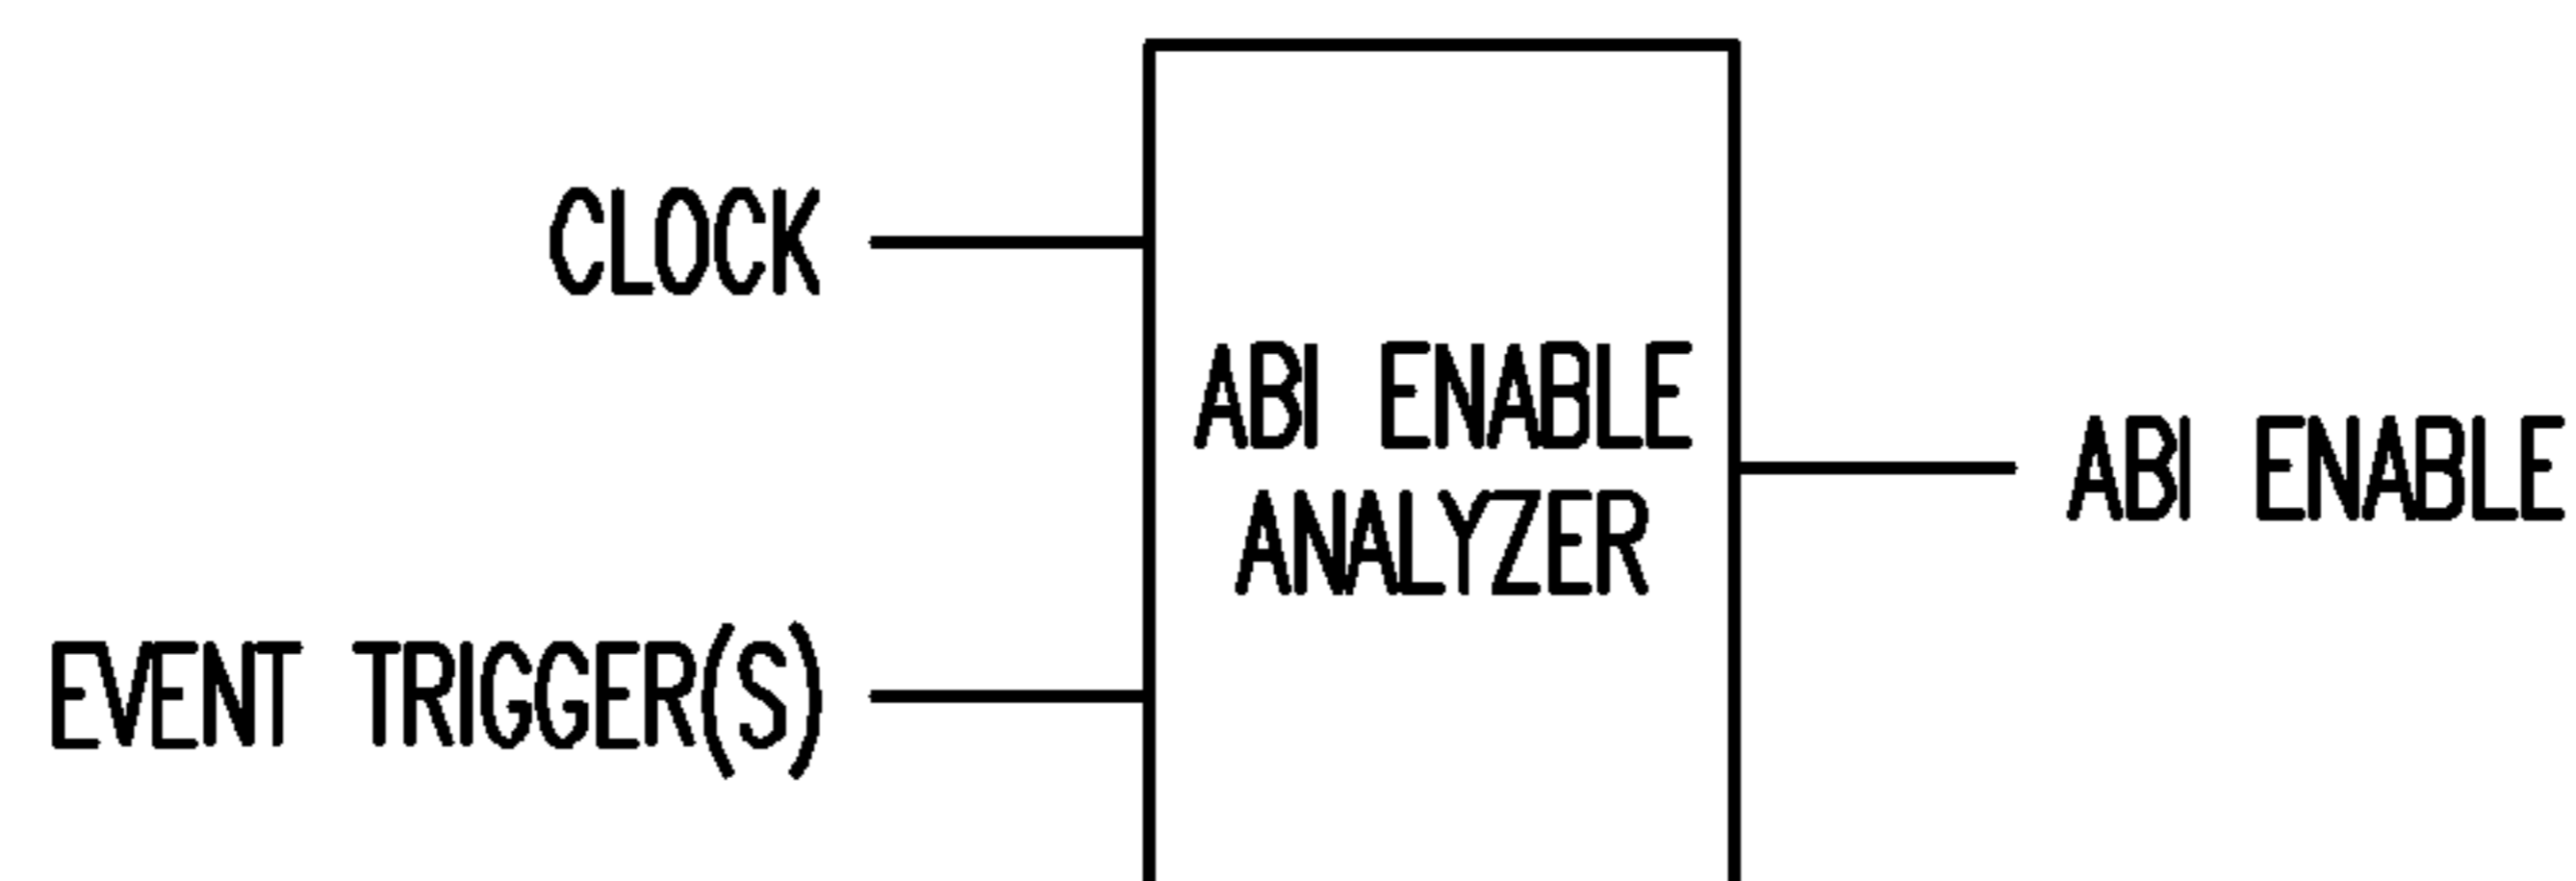 CLOCK
ABI ENABLE
ANALYZER
ABI ENABLE
EVENT TRIGGER(S)